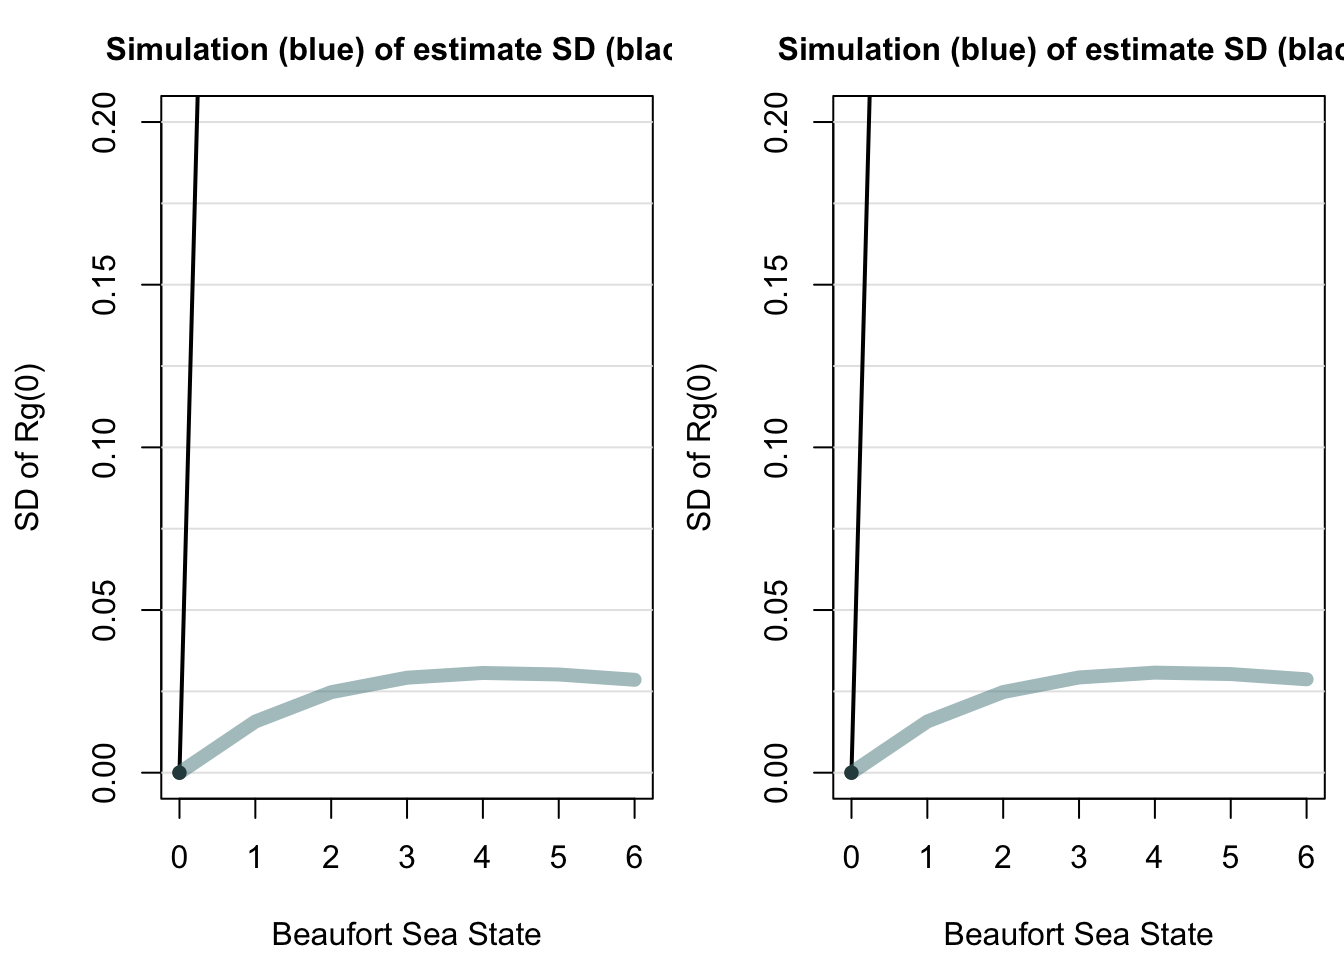 Simulation (blue) of estimate SD (blac
SD of Rg(0)
0.20
0.15
0.10
0.05
0.00
0 1 2 3 4 5 6
Beaufort Sea State
Simulation (blue) of estimate SD (blac
SD of Rg(0)
0.20
0.15
0.10
0.05
0.00
0 1 2 3 4 5 6
Beaufort Sea State